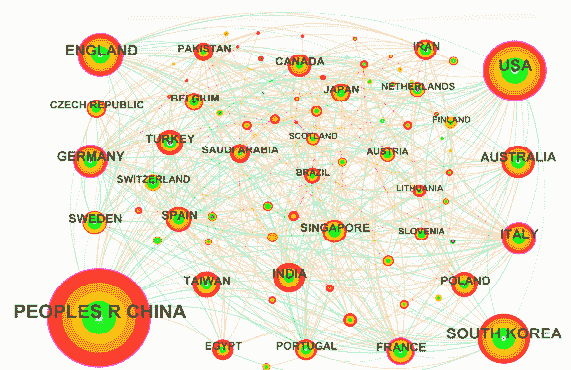 ENGLAND
PAKISTAN
CANADA
IRAN
USA
CZECH REPUBLIC
BELGIUM
JAPAN
NETHERLANDS
FINLAND
TURKEY
SCOTLAND
GERMANY
SAUDI ARABIA
AUSTRIA
AUSTRALIA
SWITZERLAND
BRAZIL
LITHUANIA
SWEDEN
SPAIN
SINGAPORE
SLOVENIA
ITALY
TAIWAN
INDIA
POLAND
PEOPLES R CHINA
SOUTH KOREA
EGYPT
PORTUGAL
FRANCE